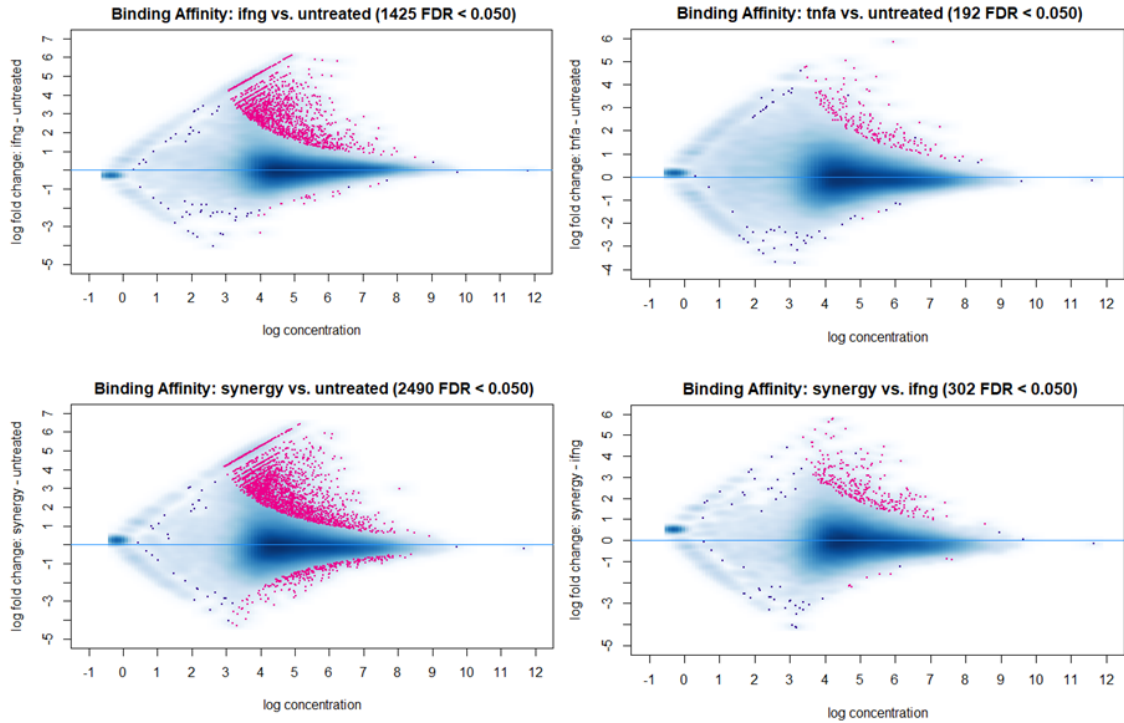 Binding Affinity: ifng vs. untreated (1425 FDR < 0.050)
log fold change: ifng - untreated
7
6
5
4
3
2
1
0
-1
-3
-5
-1 0 1 2 3 4 5 6 7 8 9 10 11 12
log concentration
Binding Affinity: tnfa vs. untreated (192 FDR < 0.050)
log fold change: tnfa - untreated
6
5
4
3
2
1
0
-1
-2
-3
-4
-1 0 1 2 3 4 5 6 7 8 9 10 11 12
log concentration
Binding Affinity: synergy vs. untreated (2490 FDR < 0.050)
log fold change: synergy - untreated
7
6
5
4
3
2
1
0
-1
-3
-5
-1 0 1 2 3 4 5 6 7 8 9 10 11 12
log concentration
Binding Affinity: synergy vs. ifng (302 FDR < 0.050)
log fold change: synergy - ifng
6
5
4
3
2
1
0
-1
-3
-5
-1 0 1 2 3 4 5 6 7 8 9 10 11 12
log concentration